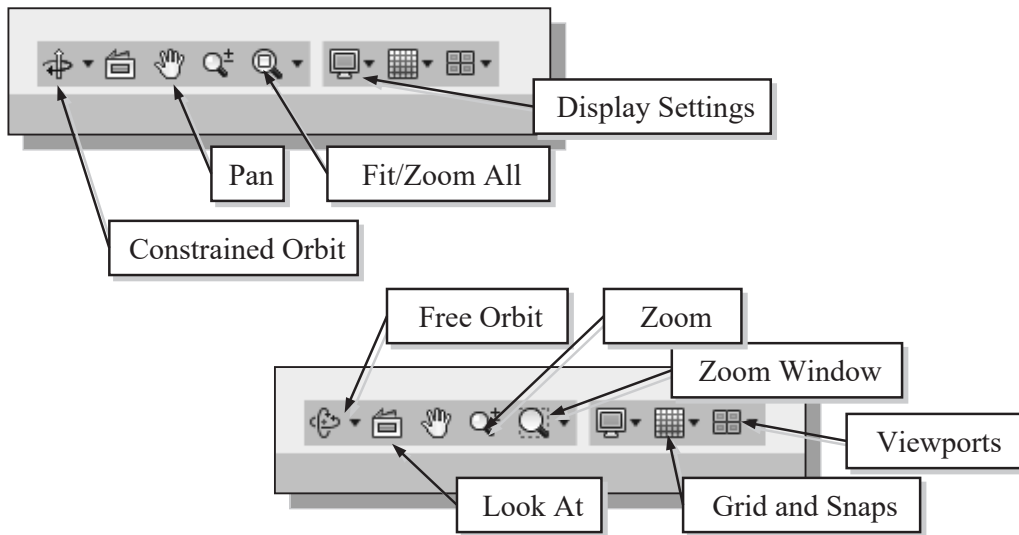 Display Settings
Pan
Fit/Zoom All
Constrained Orbit
Free Orbit
Zoom
Zoom Window
Viewports
Look At
Grid and Snaps